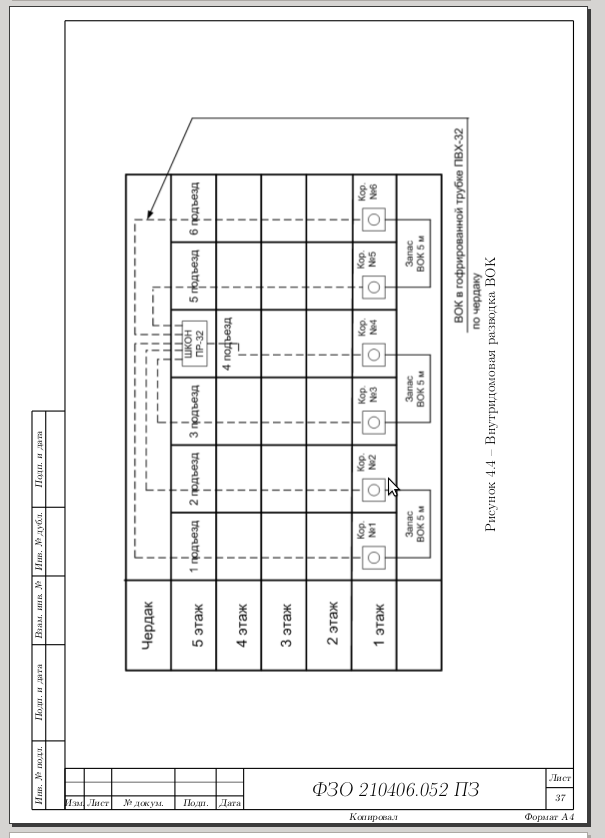 ВОК в гофрированной трубке ПВХ-32
по чердаку
Чердак
5 этаж
1 подъезд
2 подъезд
3 подъезд
ШКОН
ПР-32
4 подъезд
5 подъезд
6 подъезд
4 этаж
3 этаж
2 этаж
1 этаж
Кор.
№1
Кор.
№2
Кор.
№3
Кор.
№4
Кор.
№5
Кор.
№6
Запас
ВОК 5 м
Запас
ВОК 5 м
Запас
ВОК 5 м
Рисунок 4.4 – Внутридомовая разводка ВОК
Подп. и дата
Инв. № дубл.
Взам. инв. №
Подп. и дата
Инв. № подл.
Изм. Лист № докум. Подп. Дата
ФЗО 210406.052 ПЗ
Лист
37
Копировал Формат А4